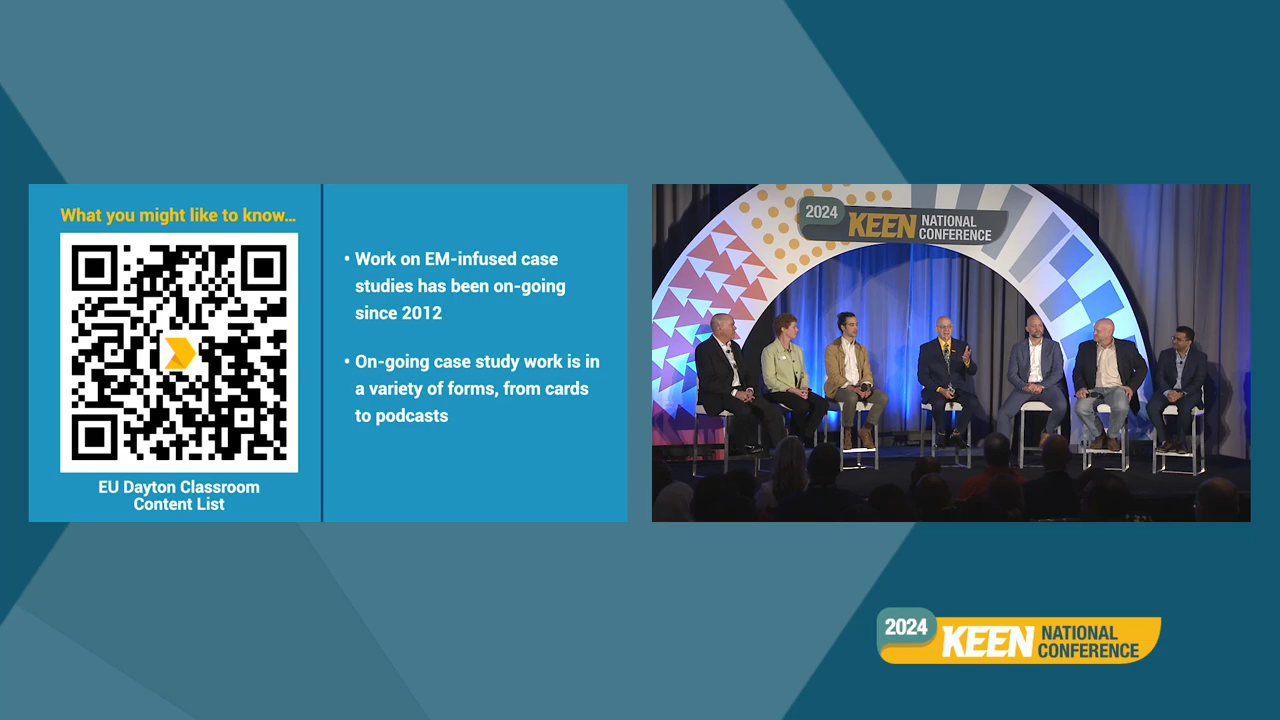 What you might like to know...
EU Dayton Classroom
Content List
• Work on EM-infused case
studies has been on-going
since 2012
• On-going case study work is in
a variety of forms, from cards
to podcasts
2024
KEEN NATIONAL
CONFERENCE
2024
KEEN NATIONAL
CONFERENCE